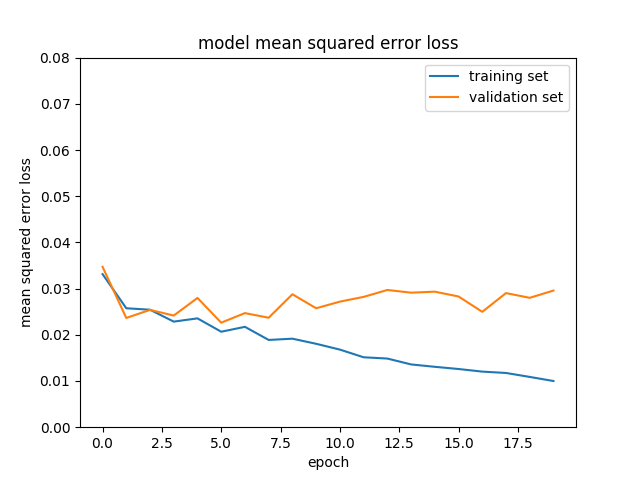 model mean squared error loss
0.08
0.07
0.06
0.05
0.04
0.03
0.02
0.01
0.00
mean squared error loss
training set
validation set
0.0 2.5 5.0 7.5 10.0 12.5 15.0 17.5
epoch